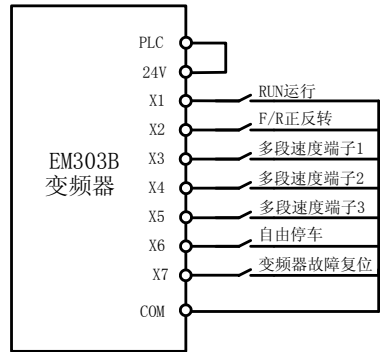 PLC
24V
X1 RUN运行
X2 F/R正反转
X3 多段速度端子1
EM303B
变频器
X4 多段速度端子2
X5 多段速度端子3
X6 自由停车
X7 变频器故障复位
COM